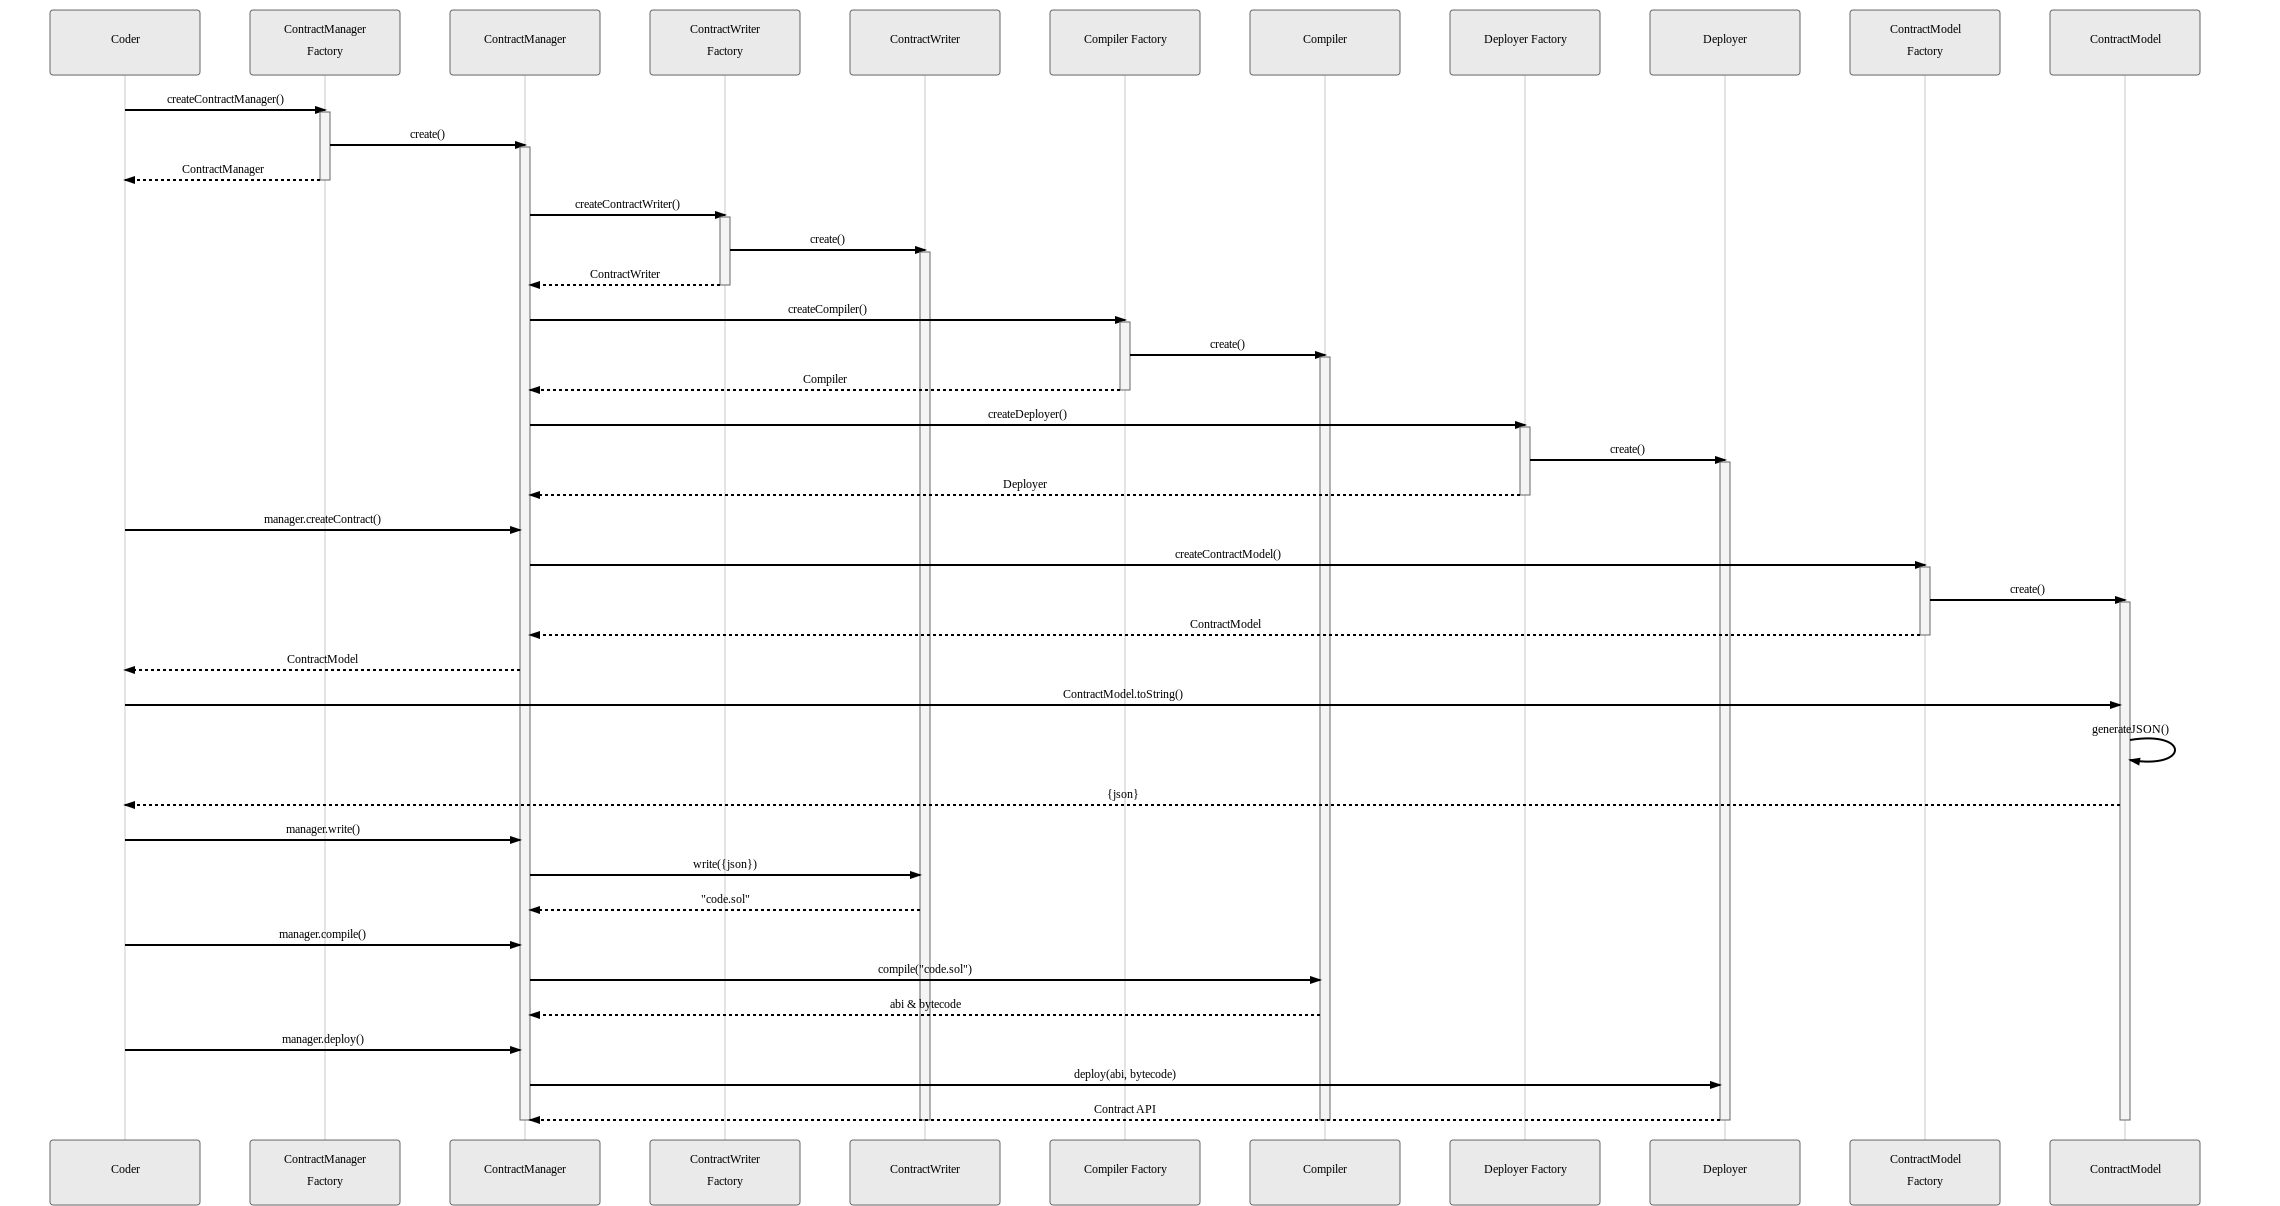 Coder
ContractManager
Factory
ContractManager
ContractWriter
Factory
ContractWriter
Compiler Factory
Compiler
Deployer Factory
Deployer
ContractModel
Factory
ContractModel
createContractManager()
create()
ContractManager
createContractWriter()
create()
ContractWriter
createCompiler()
create()
Compiler
createDeployer()
create()
Deployer
manager.createContract()
createContractModel()
create()
ContractModel
ContractModel
ContractModel.toString()
generateJSON()
{json}
manager.write()
write({json})
"code.sol"
manager.compile()
compile("code.sol")
abi & bytecode
manager.deploy()
deploy(abi, bytecode)
Contract API
Coder
ContractManager
Factory
ContractManager
ContractWriter
Factory
ContractWriter
Compiler Factory
Compiler
Deployer Factory
Deployer
ContractModel
Factory
ContractModel